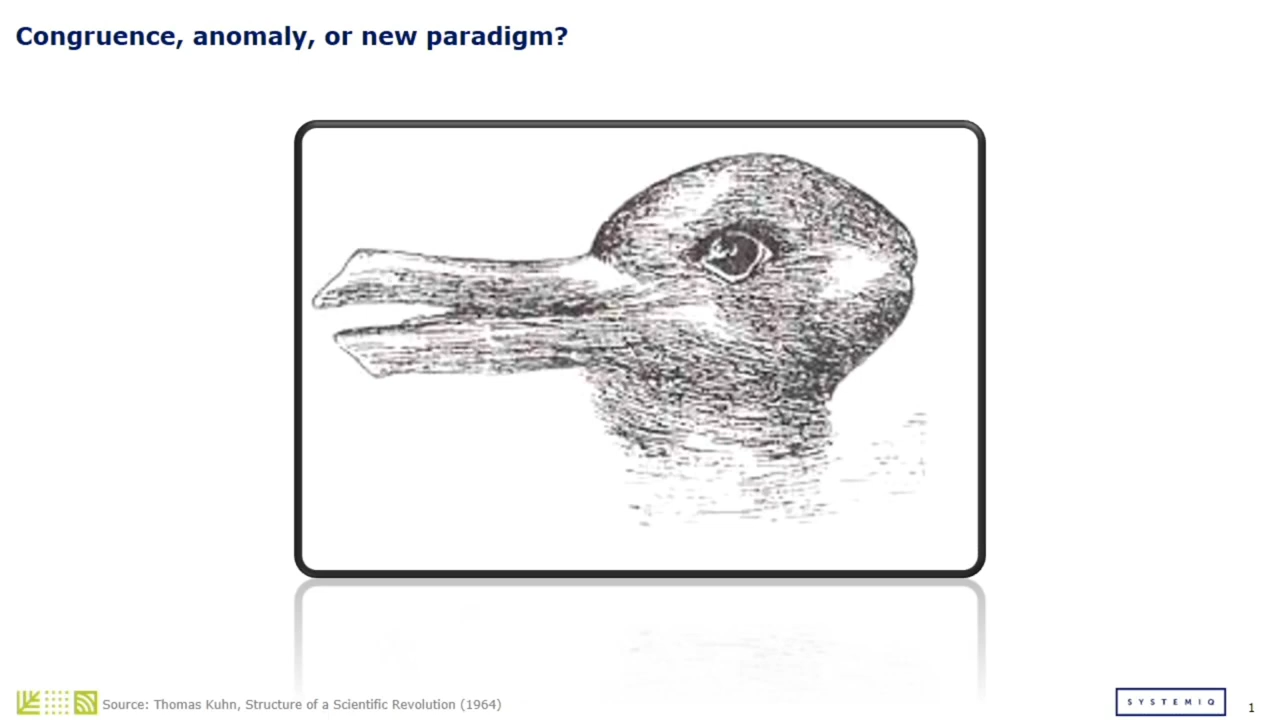 Congruence, anomaly, or new paradigm?
Source: Thomas Kuhn, Structure of a Scientific Revolution (1964)
SYSTEMIQ
1